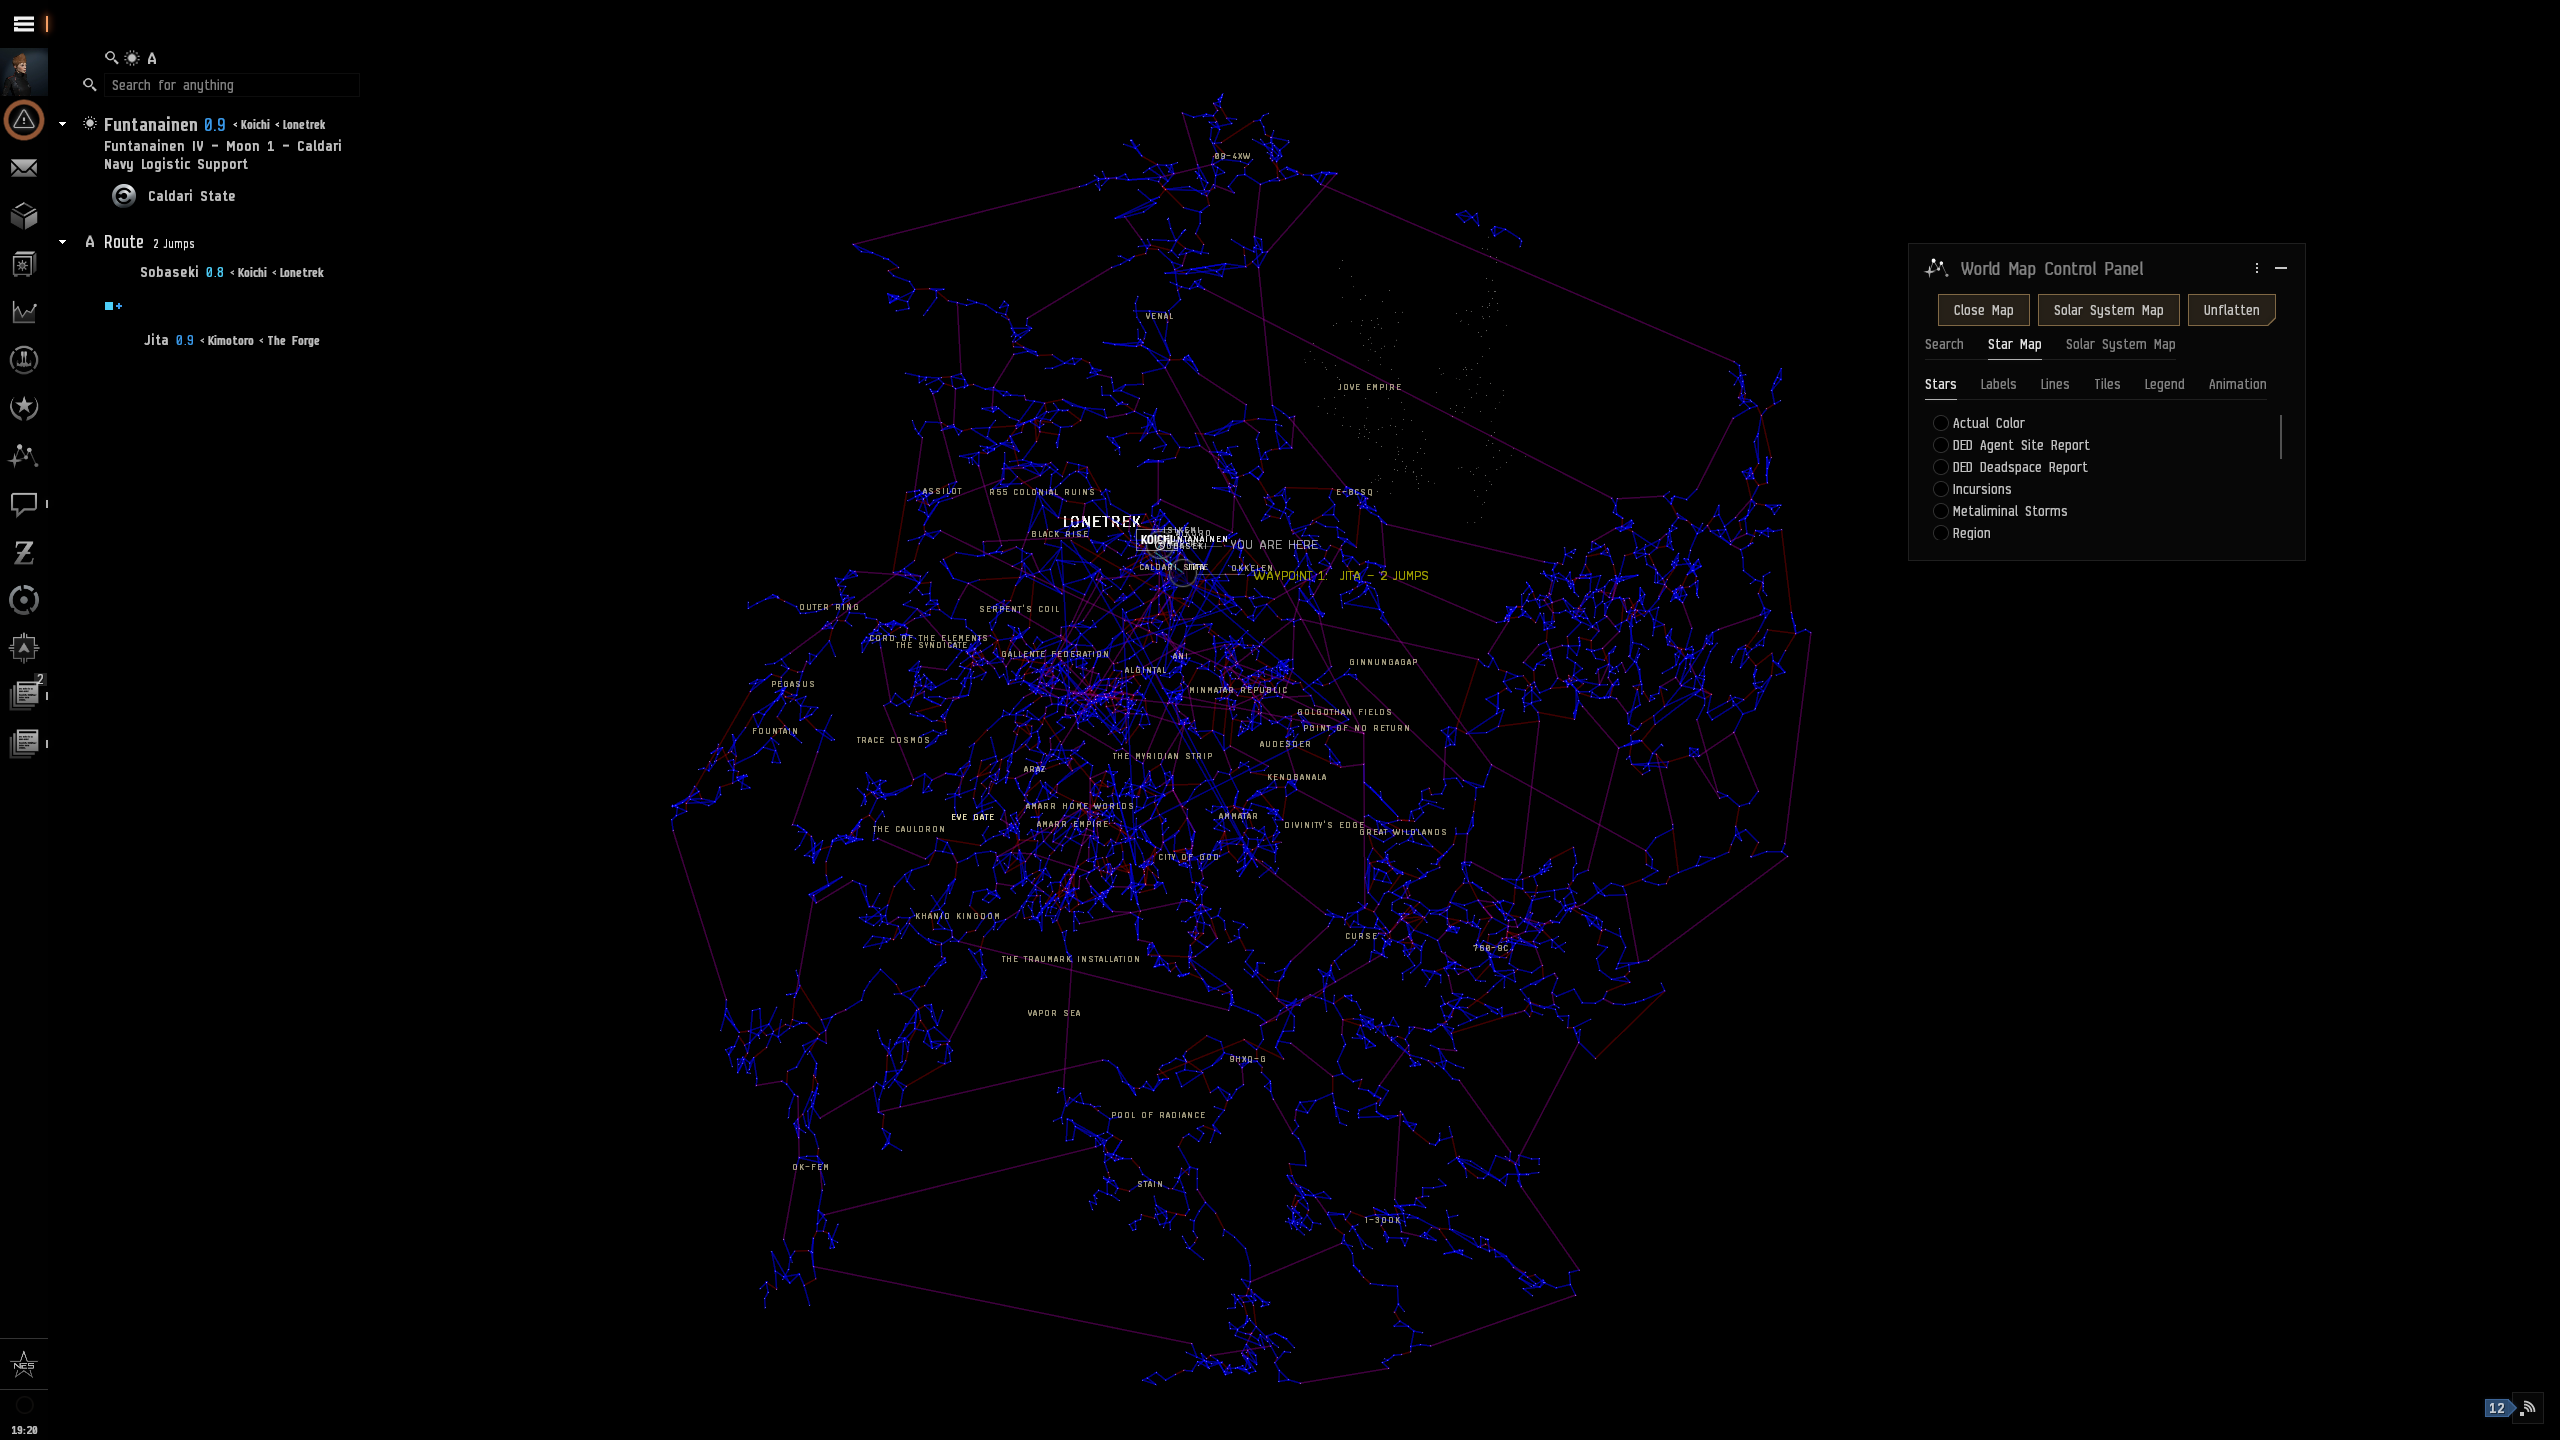 Search for anything
Funtanainen 0.9 < Koichi < Lonetrek
Funtanainen IV - Moon 1 - Caldari
Navy Logistic Support
Caldari State
Route 2 Jumps
Sobaseki 0.8 < Koichi < Lonetrek
Jita 0.9 < Kimotoro < The Forge
2
NES
19:20
09-4XW
VENAL
JOVE EMPIRE
ASSILOT
R55 COLONIAL RUINS
E-8CSQ
LONETREK
BLACK RISE
KOICHI
YOU ARE HERE
OKKELEN
WAYPOINT 1: JITA - 2 JUMPS
OUTER RING
SERPENT'S COIL
CORD OF THE ELEMENTS
THE SYNDICATE
GALLENTE FEDERATION
ANI
ALGINTAL
GINNUNGAGAP
PEGASUS
MINMATAR REPUBLIC
GOLGOTHAN FIELDS
POINT OF NO RETURN
FOUNTAIN
TRACE COSMOS
AUDESDER
THE MYRIDIAN STRIP
ARAZ
KENOBANALA
AMARR HOME WORLDS
EVE GATE
AMARR EMPIRE
AMMATAR
THE CAULDRON
DIVINITY'S EDGE
GREAT WILDLANDS
CITY OF GOD
KHANID KINGDOM
CURSE
760-9C
THE TRAUMARK INSTALLATION
VAPOR SEA
9HXQ-G
POOL OF RADIANCE
OK-FEM
STAIN
1-3ODK
World Map Control Panel
Close Map Solar System Map Unflatten
Search Star Map Solar System Map
Stars Labels Lines Tiles Legend Animation
Actual Color
DED Agent Site Report
DED Deadspace Report
Incursions
Metaliminal Storms
Region
12